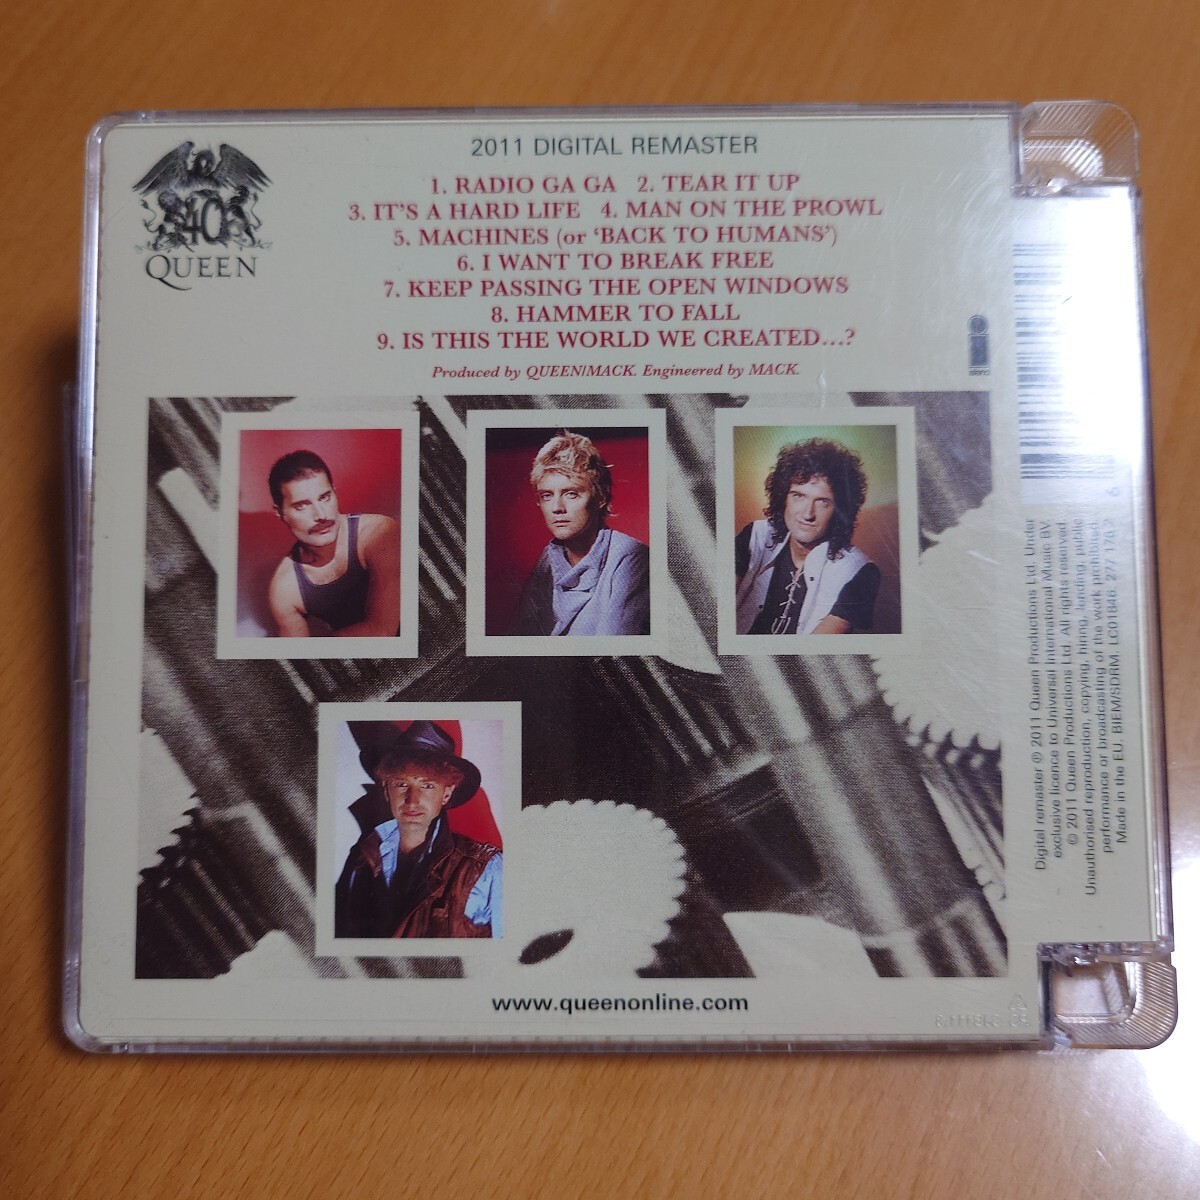 40
QUEEN
2011 DIGITAL REMASTER
1. RADIO GA GA 2. TEAR IT UP
3. IT'S A HARD LIFE 4. MAN ON THE PROWL
5. MACHINES (or 'BACK TO HUMANS')
6. I WANT TO BREAK FREE
7. KEEP PASSING THE OPEN WINDOWS
8. HAMMER TO FALL
9. IS THIS THE WORLD WE CREATED...?
Produced by QUEEN/MACK. Engineered by MACK.
www.queenonline.com
island
Digital remaster ℗ 2011 Queen Productions Ltd. Under
exclusive licence to Universal International Music BV.
© 2011 Queen Productions Ltd. All rights reserved.
Unauthorised reproduction, copying, hiring, lending, public
performance or broadcasting of the work prohibited.
Made in the EU. BIEM/SDRM. LC01846. 277 170 2